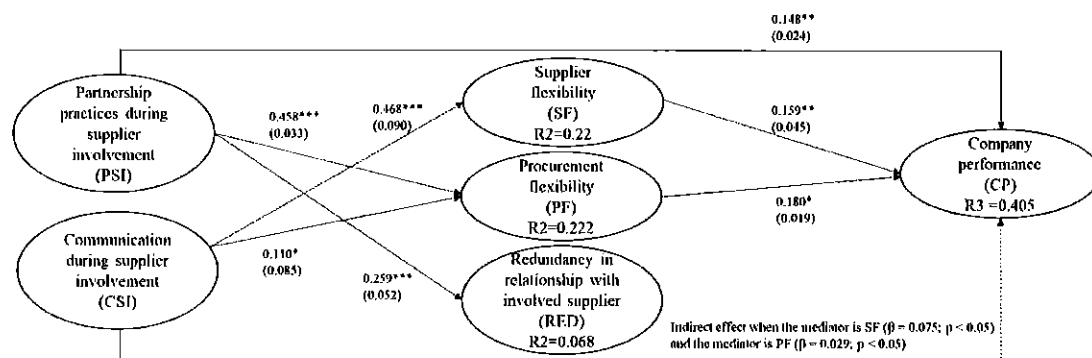 0.148**
(0.024)
Partnership
practices during
supplier
involvement
(PSI)
0.458***
(0.033)
0.468***
(0.090)
Supplier
flexibility
(SF)
R2=0.22
0.159**
(0.045)
Company
performance
(CP)
R3 =0.405
Procurement
flexibility
(PF)
R2=0.222
0.180*
(0.019)
Communication
during supplier
involvement
(CSI)
0.110*
(0.085)
0.259***
(0.052)
Redundancy in
relationship with
involved supplier
(RED)
R2=0.068
Indirect effect when the mediator is SF (β = 0.075; p < 0.05)
and the mediator is PF (β = 0.029; p < 0.05)